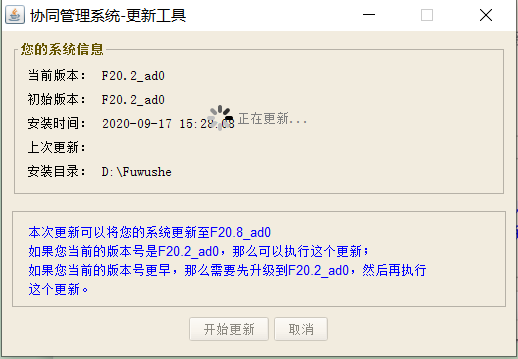 协同管理系统-更新工具
您的系统信息
当前版本： F20.2_ad0
初始版本： F20.2_ad0
安装时间： 2020-09-17 15:28:08
正在更新...
上次更新：
安装目录： D:\Fuwushe
本次更新可以将您的系统更新至F20.8_ad0
如果您当前的版本号是F20.2_ad0，那么可以执行这个更新；
如果您当前的版本号更早，那么需要先升级到F20.2_ad0，然后再执行
这个更新。
开始更新 取消